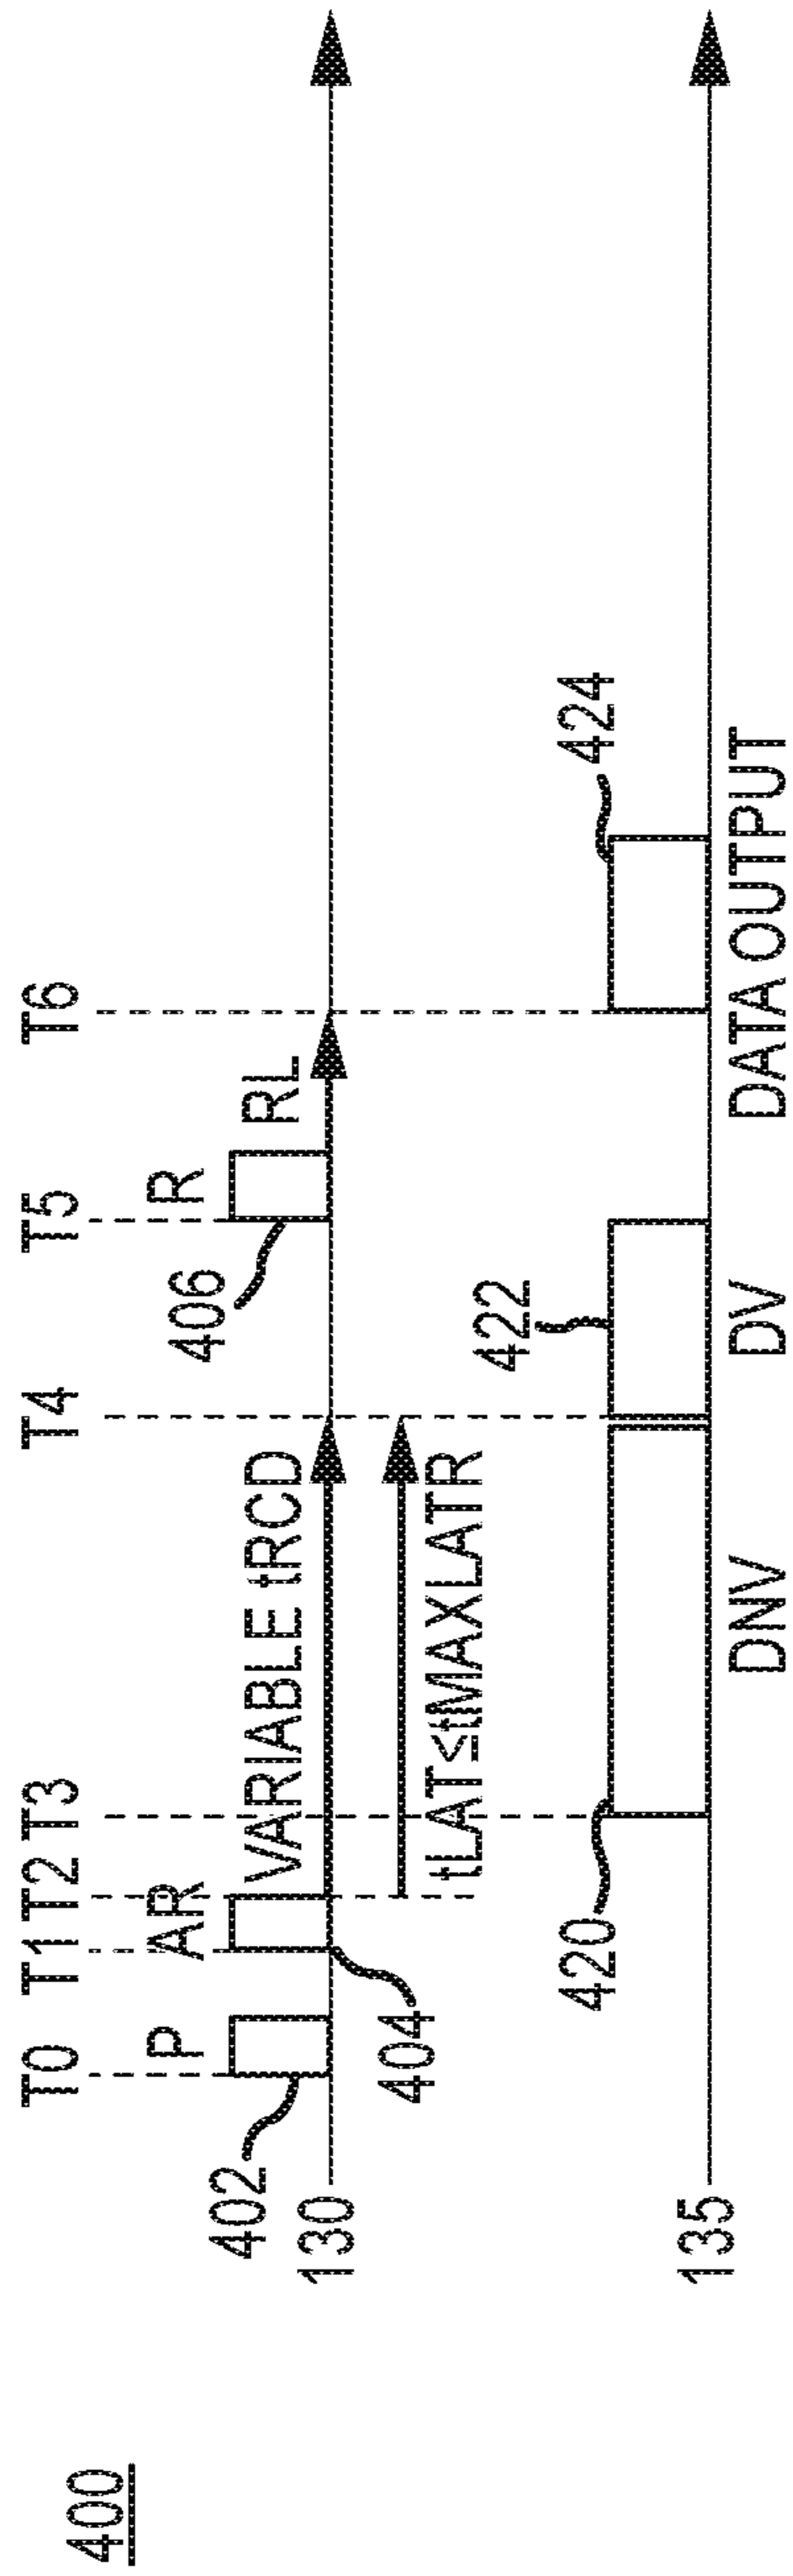 400
T0 T1 T2 T3 T4 T5 T6
P AR R
402 VARIABLE tRCD 406 RL
130
404 tLAT≤tMAXLATR
422
420 424
135
DNV DV DATA OUTPUT